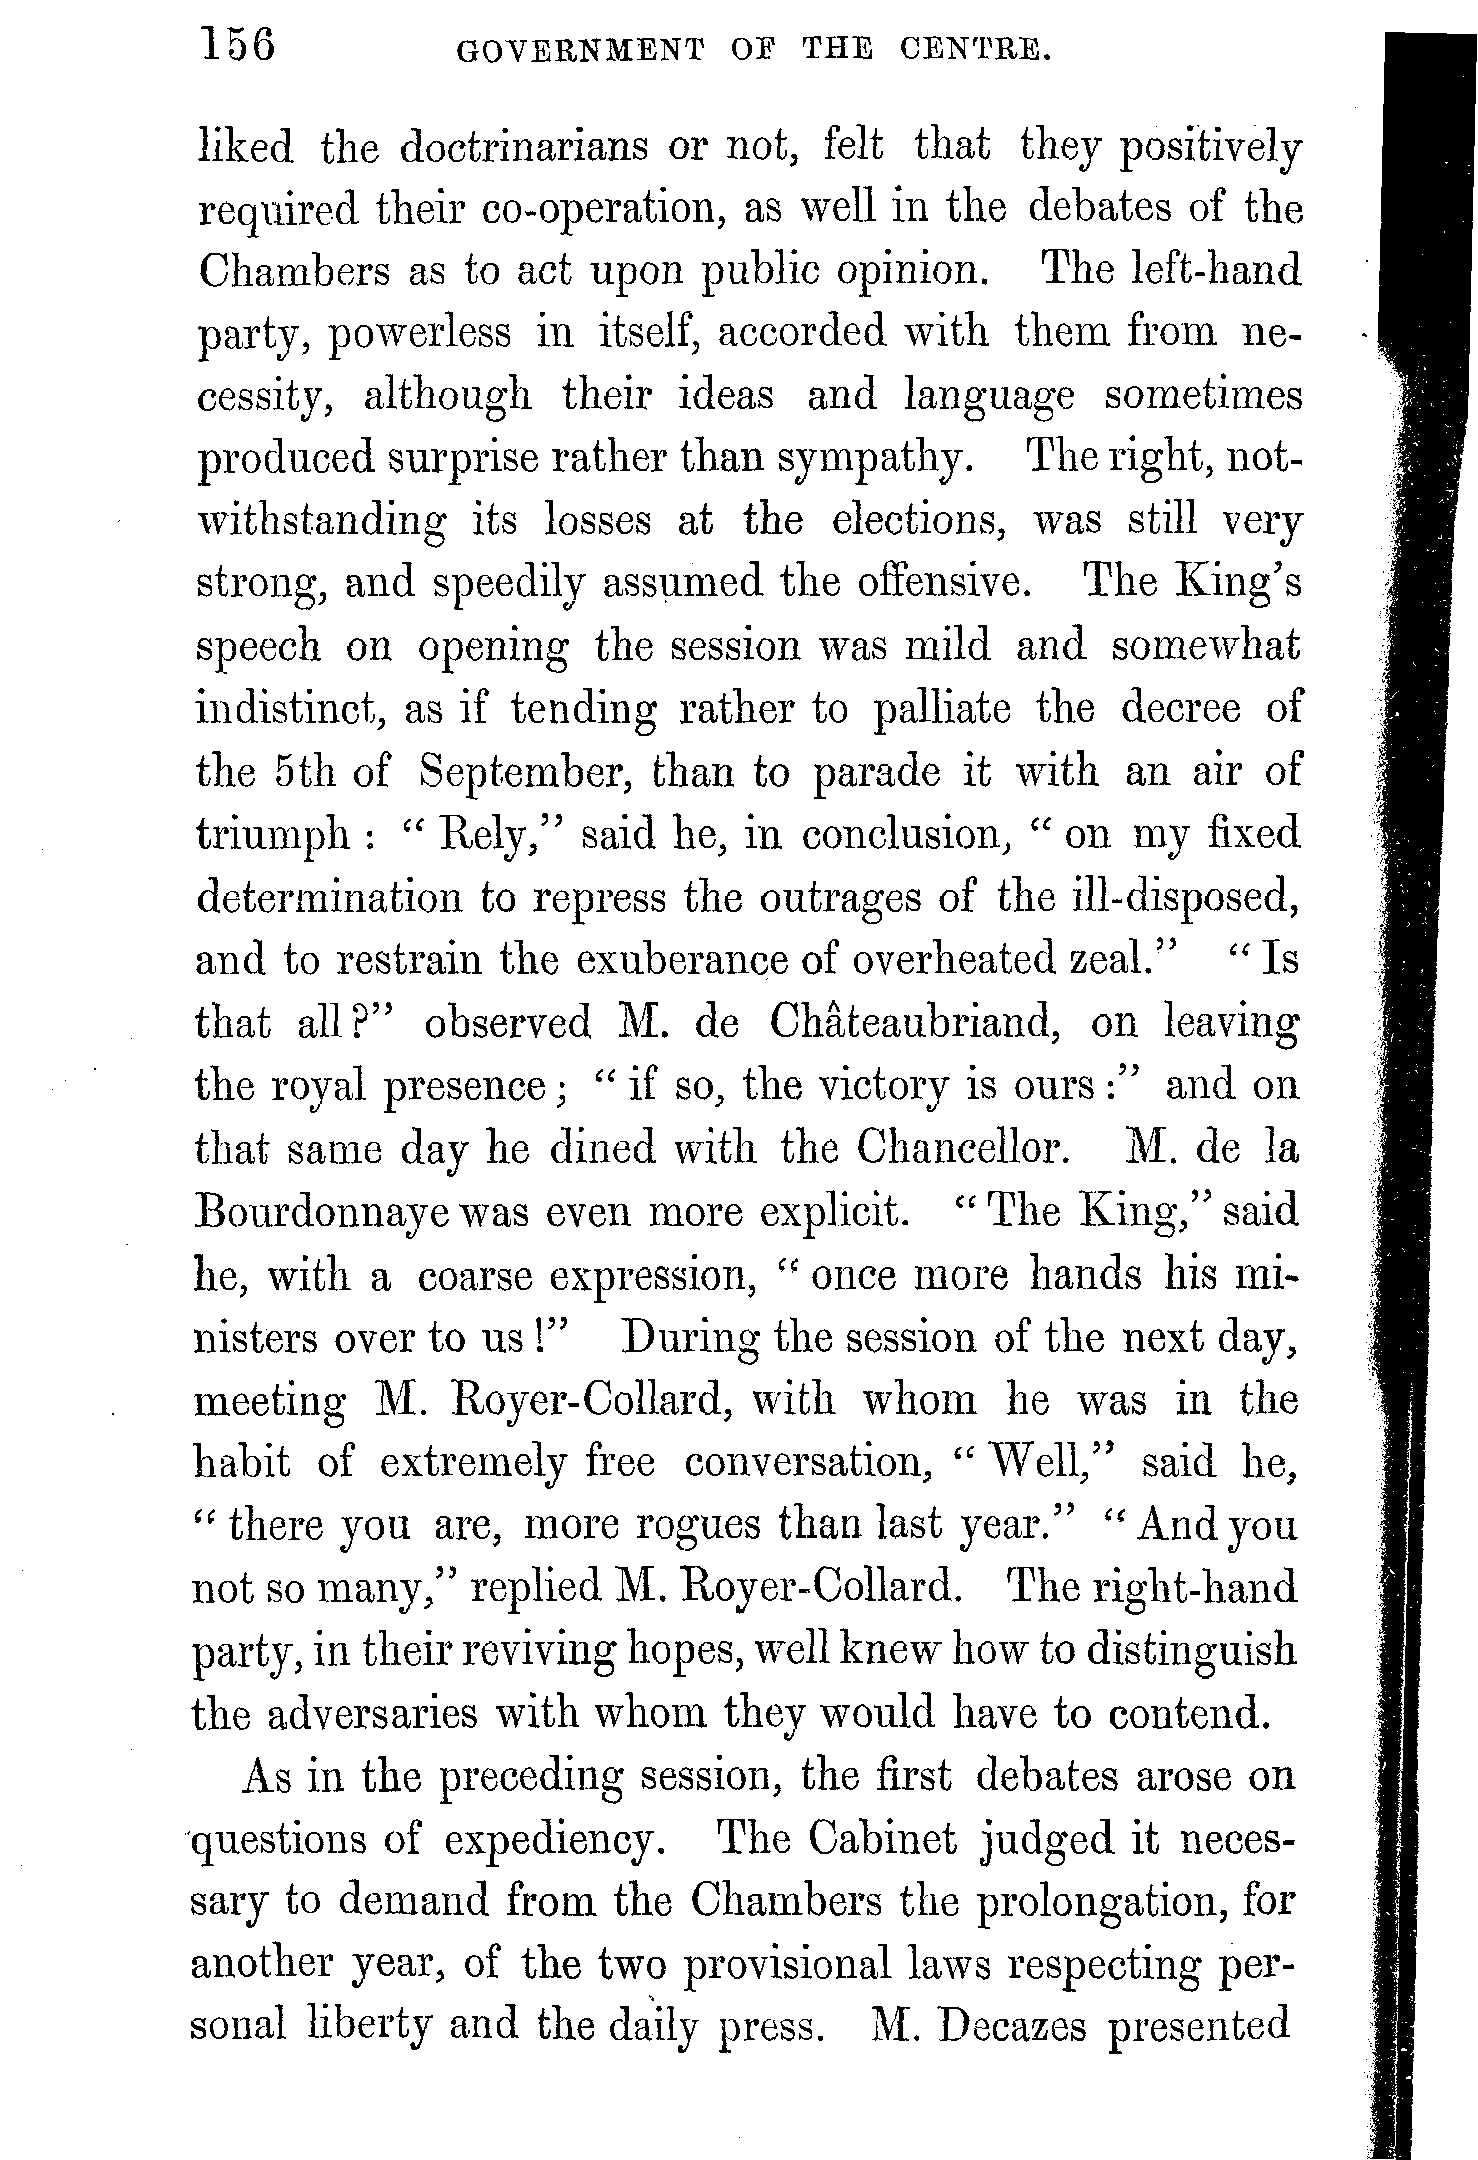 156 GOVERNMENT OF THE CENTRE.
liked the doctrinarians or not, felt that they positively
required their co-operation, as well in the debates of the
Chambers as to act upon public opinion. The left-hand
party, powerless in itself, accorded with them from ne-
cessity, although their ideas and language sometimes
produced surprise rather than sympathy. The right, not-
withstanding its losses at the elections, was still very
strong, and speedily assumed the offensive. The King's
speech on opening the session was mild and somewhat
indistinct, as if tending rather to palliate the decree of
the 5th of September, than to parade it with an air of
triumph : “ Rely,” said he, in conclusion, “ on my fixed
determination to repress the outrages of the ill-disposed,
and to restrain the exuberance of overheated zeal.” “ Is
that all ?” observed M. de Châteaubriand, on leaving
the royal presence ; “ if so, the victory is ours :” and on
that same day he dined with the Chancellor. M. de la
Bourdonnaye was even more explicit. “ The King,” said
he, with a coarse expression, “ once more hands his mi-
nisters over to us !” During the session of the next day,
meeting M. Royer-Collard, with whom he was in the
habit of extremely free conversation, “ Well,” said he,
“ there you are, more rogues than last year.” “ And you
not so many,” replied M. Royer-Collard. The right-hand
party, in their reviving hopes, well knew how to distinguish
the adversaries with whom they would have to contend.
As in the preceding session, the first debates arose on
questions of expediency. The Cabinet judged it neces-
sary to demand from the Chambers the prolongation, for
another year, of the two provisional laws respecting per-
sonal liberty and the daily press. M. Decazes presented